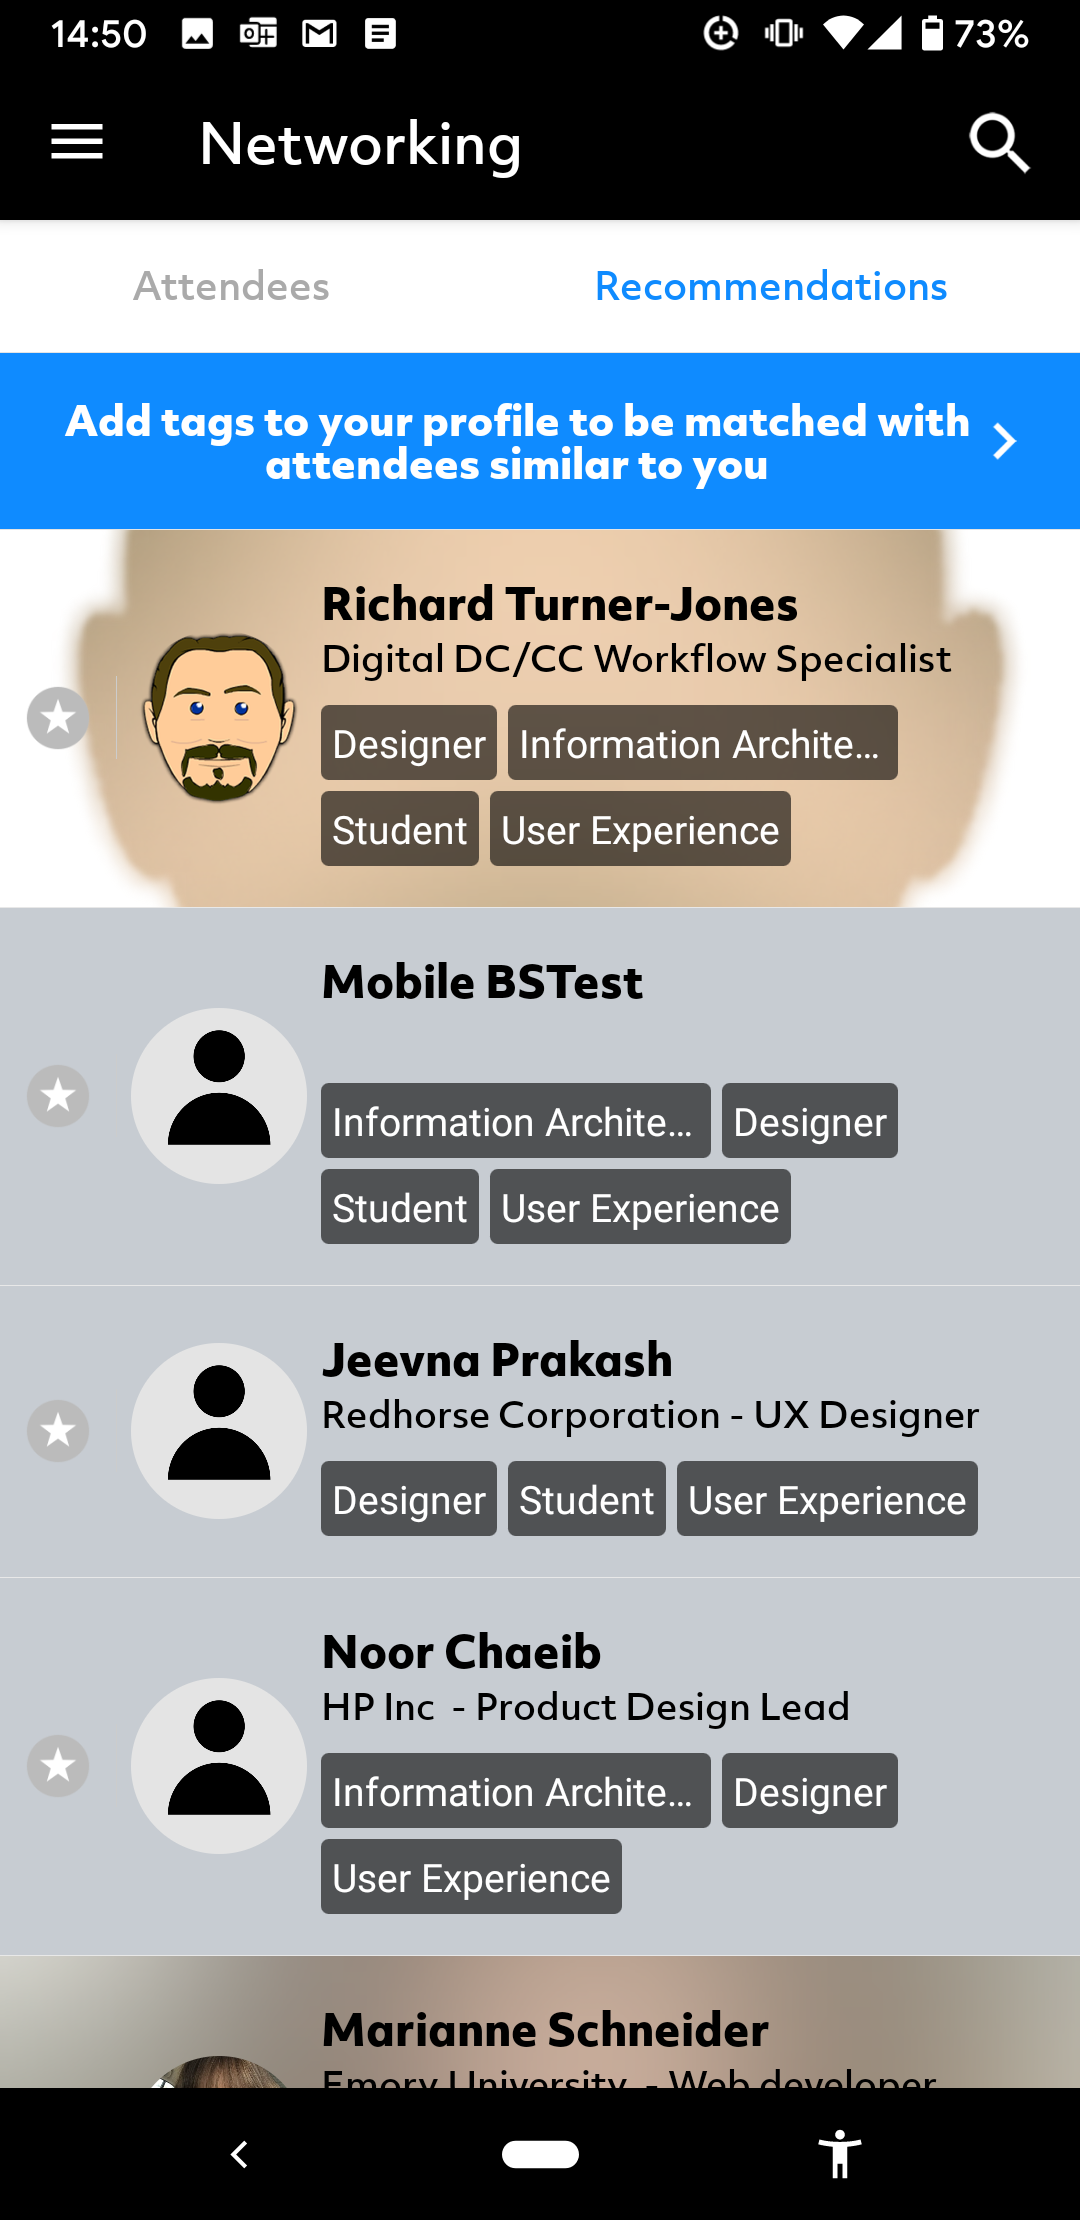 14:50 73%
Networking
Attendees Recommendations
Add tags to your profile to be matched with
attendees similar to you
Richard Turner-Jones
Digital DC/CC Workflow Specialist
Designer Information Archite...
Student User Experience
Mobile BSTest
Information Archite... Designer
Student User Experience
Jeevna Prakash
Redhorse Corporation - UX Designer
Designer Student User Experience
Noor Chaeib
HP Inc  - Product Design Lead
Information Archite... Designer
User Experience
Marianne Schneider
Emory University  - Web developer